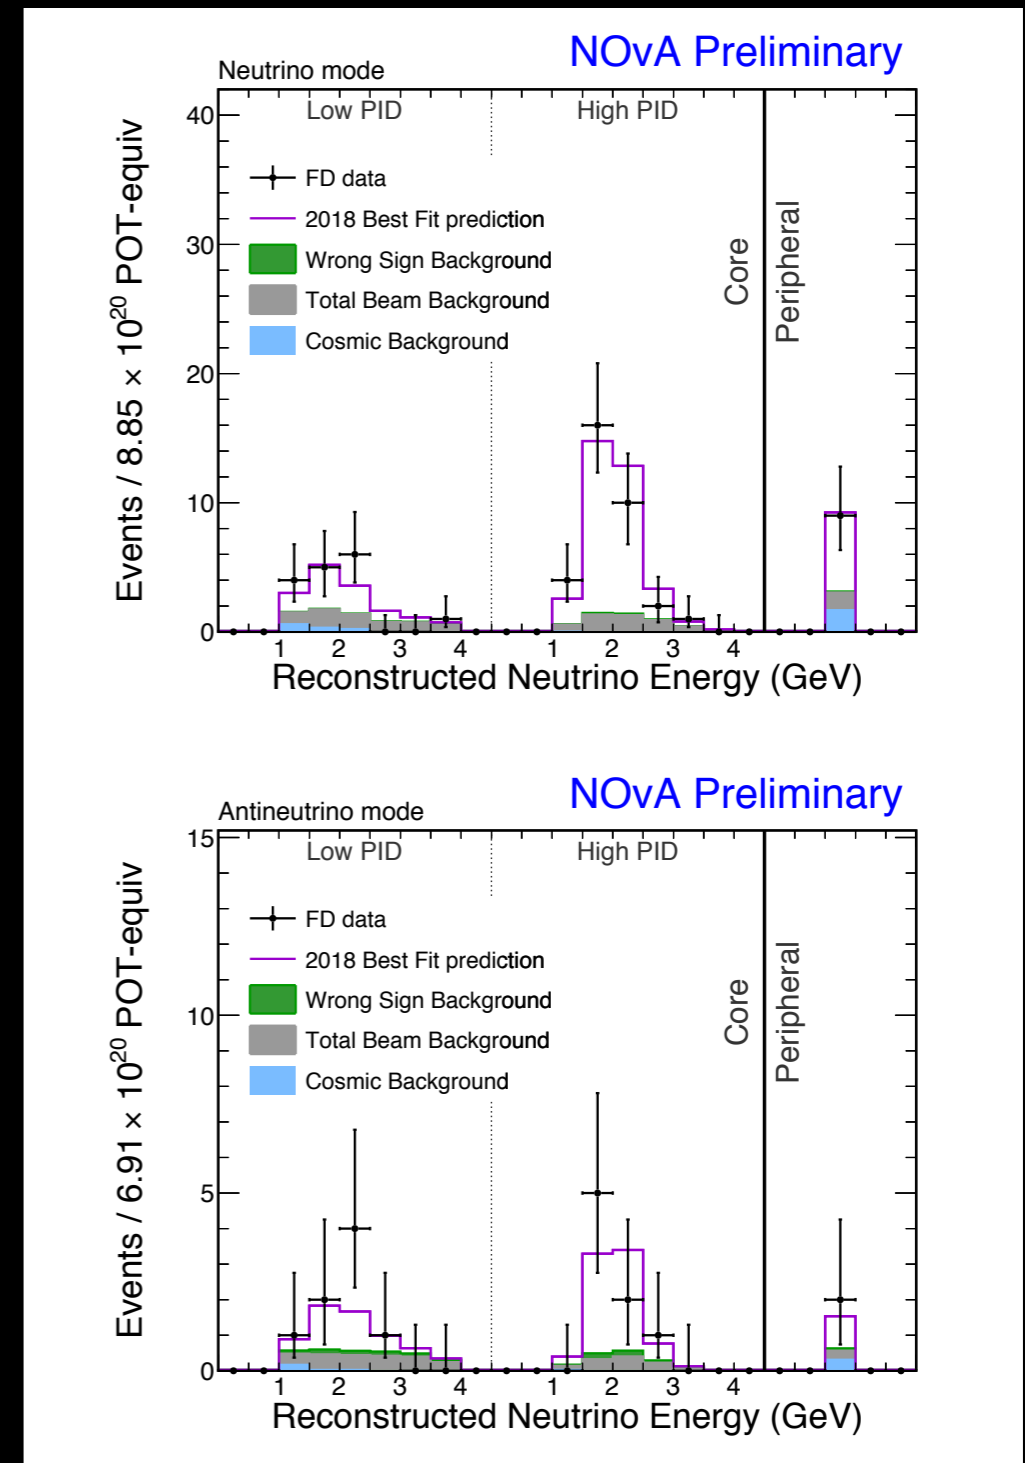 NOvA Preliminary
Neutrino mode
Low PID
High PID
FD data
2018 Best Fit prediction
Wrong Sign Background
Total Beam Background
Cosmic Background
Core
Peripheral
Events / 8.85 × 10²⁰ POT-equiv
40
30
20
10
0
1 2 3 4 1 2 3 4
Reconstructed Neutrino Energy (GeV)
NOvA Preliminary
Antineutrino mode
Low PID
High PID
FD data
2018 Best Fit prediction
Wrong Sign Background
Total Beam Background
Cosmic Background
Core
Peripheral
Events / 6.91 × 10²⁰ POT-equiv
15
10
5
0
1 2 3 4 1 2 3 4
Reconstructed Neutrino Energy (GeV)